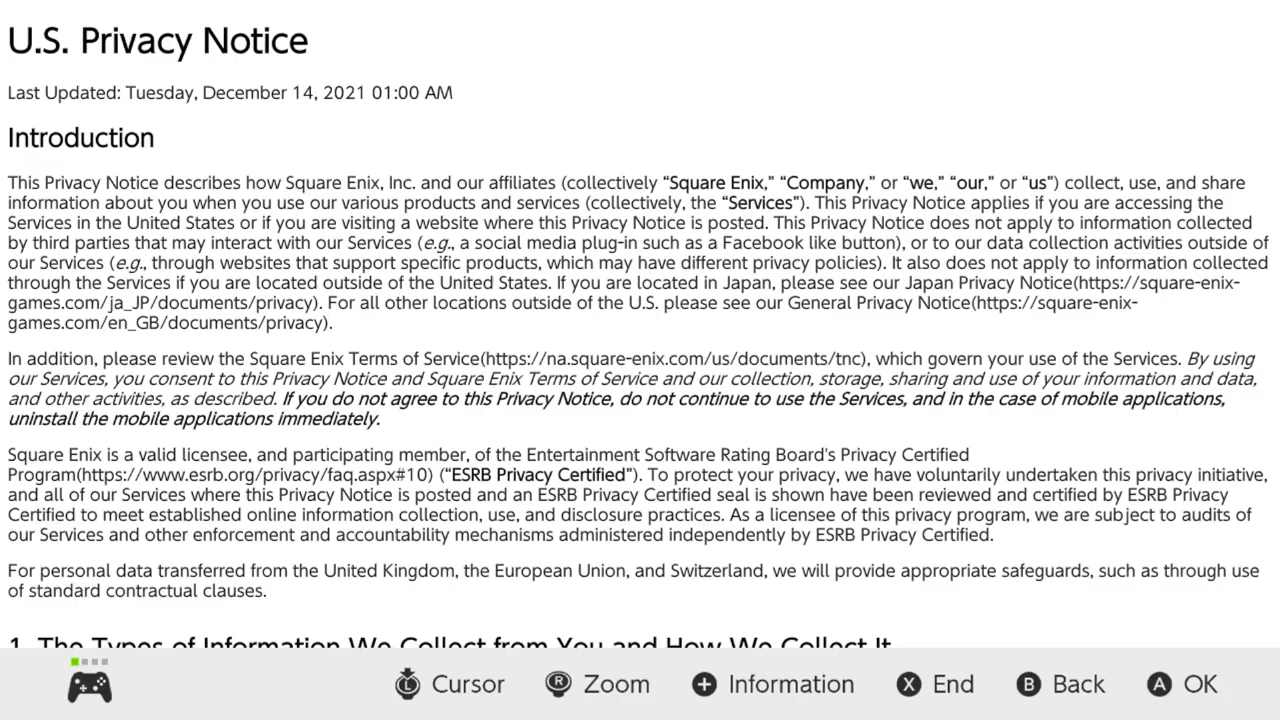 U.S. Privacy Notice
Last Updated: Tuesday, December 14, 2021 01:00 AM
Introduction
This Privacy Notice describes how Square Enix, Inc. and our affiliates (collectively “Square Enix,” “Company,” or “we,” “our,” or “us”) collect, use, and share
information about you when you use our various products and services (collectively, the “Services”). This Privacy Notice applies if you are accessing the
Services in the United States or if you are visiting a website where this Privacy Notice is posted. This Privacy Notice does not apply to information collected
by third parties that may interact with our Services (e.g., a social media plug-in such as a Facebook like button), or to our data collection activities outside of
our Services (e.g., through websites that support specific products, which may have different privacy policies). It also does not apply to information collected
through the Services if you are located outside of the United States. If you are located in Japan, please see our Japan Privacy Notice(https://square-enix-
games.com/ja_JP/documents/privacy). For all other locations outside of the U.S. please see our General Privacy Notice(https://square-enix-
games.com/en_GB/documents/privacy).
In addition, please review the Square Enix Terms of Service(https://na.square-enix.com/us/documents/tnc), which govern your use of the Services. By using
our Services, you consent to this Privacy Notice and Square Enix Terms of Service and our collection, storage, sharing and use of your information and data,
and other activities, as described. If you do not agree to this Privacy Notice, do not continue to use the Services, and in the case of mobile applications,
uninstall the mobile applications immediately.
Square Enix is a valid licensee, and participating member, of the Entertainment Software Rating Board's Privacy Certified
Program(https://www.esrb.org/privacy/faq.aspx#10) (“ESRB Privacy Certified”). To protect your privacy, we have voluntarily undertaken this privacy initiative,
and all of our Services where this Privacy Notice is posted and an ESRB Privacy Certified seal is shown have been reviewed and certified by ESRB Privacy
Certified to meet established online information collection, use, and disclosure practices. As a licensee of this privacy program, we are subject to audits of
our Services and other enforcement and accountability mechanisms administered independently by ESRB Privacy Certified.
For personal data transferred from the United Kingdom, the European Union, and Switzerland, we will provide appropriate safeguards, such as through use
of standard contractual clauses.
1. The Types of Information We Collect from You and How We Collect It
L Cursor R Zoom + Information X End B Back A OK